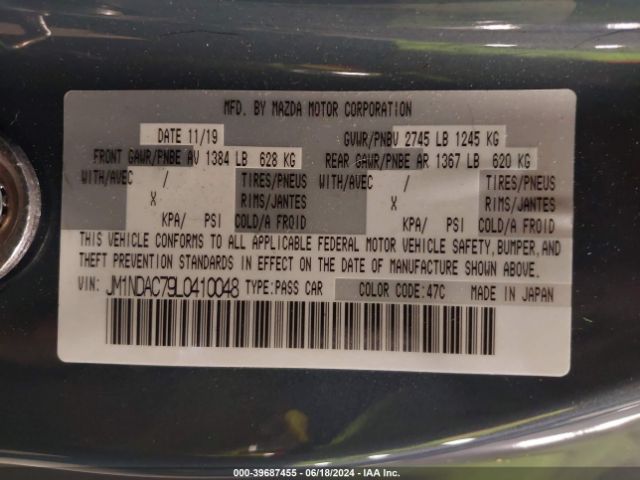 MFD. BY MAZDA MOTOR CORPORATION
DATE 11/19 GVWR/PNBV 2745 LB 1245 KG
FRONT GAWR/PNBE AV 1384 LB 628 KG REAR GAWR/PNBE AR 1367 LB 620 KG
WITH/AVEC / TIRES/PNEUS WITH/AVEC / TIRES/PNEUS
X RIMS/JANTES X RIMS/JANTES
KPA/ PSI COLD/A FROID KPA/ PSI COLD/A FROID
THIS VEHICLE CONFORMS TO ALL APPLICABLE FEDERAL MOTOR VEHICLE SAFETY, BUMPER, AND
THEFT PREVENTION STANDARDS IN EFFECT ON THE DATE OF MANUFACTURE SHOWN ABOVE.
VIN: JM1NDAC79L0410048 TYPE: PASS CAR COLOR CODE: 47C MADE IN JAPAN
000-39687455 - 06/18/2024 - IAA Inc.